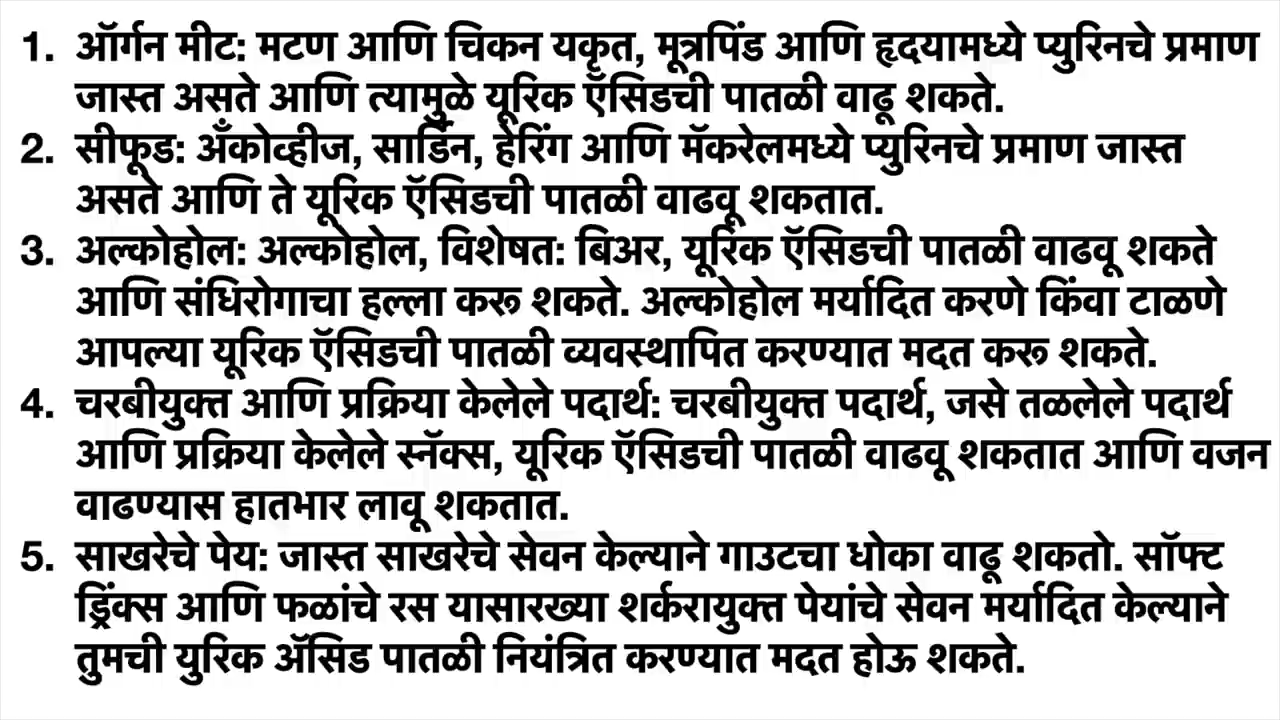 1. ऑर्गन मीट: मटण आणि चिकन यकृत, मूत्रपिंड आणि हृदयामध्ये प्युरिनचे प्रमाण
जास्त असते आणि त्यामुळे यूरिक ऍसिडची पातळी वाढू शकते.
2. सीफूड: अँकोव्हीज, सार्डिन, हेरिंग आणि मॅकरेलमध्ये प्युरिनचे प्रमाण जास्त
असते आणि ते यूरिक ऍसिडची पातळी वाढवू शकतात.
3. अल्कोहोल: अल्कोहोल, विशेषत: बिअर, यूरिक ऍसिडची पातळी वाढवू शकते
आणि संधिरोगाचा हल्ला करू शकते. अल्कोहोल मर्यादित करणे किंवा टाळणे
आपल्या यूरिक ऍसिडची पातळी व्यवस्थापित करण्यात मदत करू शकते.
4. चरबीयुक्त आणि प्रक्रिया केलेले पदार्थ: चरबीयुक्त पदार्थ, जसे तळलेले पदार्थ
आणि प्रक्रिया केलेले स्नॅक्स, यूरिक ऍसिडची पातळी वाढवू शकतात आणि वजन
वाढण्यास हातभार लावू शकतात.
5. साखरेचे पेय: जास्त साखरेचे सेवन केल्याने गाउटचा धोका वाढू शकतो. सॉफ्ट
ड्रिंक्स आणि फळांचे रस यासारख्या शर्करायुक्त पेयांचे सेवन मर्यादित केल्याने
तुमची युरिक अ‍ॅसिड पातळी नियंत्रित करण्यात मदत होऊ शकते.